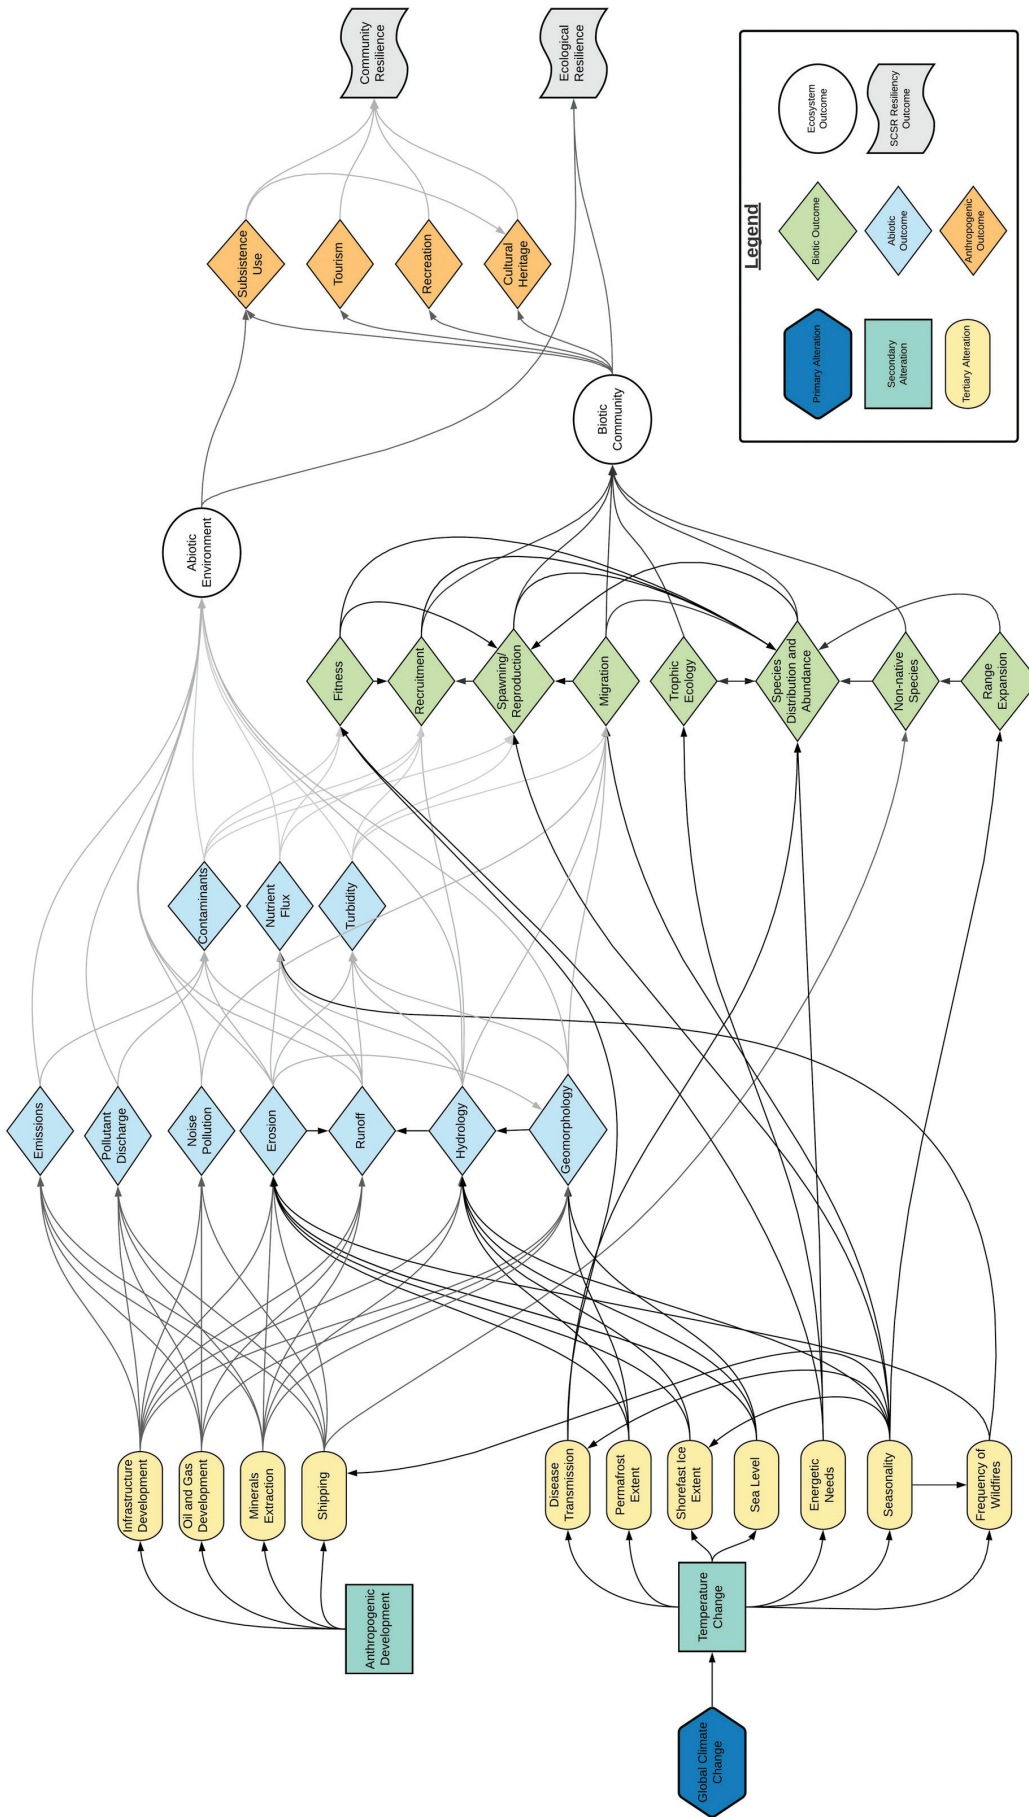 Global Climate
Change
Anthropogenic
Development
Temperature
Change
Infrastructure
Development
Oil and Gas
Development
Minerals
Extraction
Shipping
Disease
Transmission
Permafrost
Extent
Shorefast Ice
Extent
Sea Level
Energetic
Needs
Seasonality
Frequency of
Wildfires
Emissions
Pollutant
Discharge
Noise
Pollution
Erosion
Runoff
Hydrology
Geomorphology
Contaminants
Nutrient
Flux
Turbidity
Fitness
Recruitment
Spawning/
Reproduction
Migration
Trophic
Ecology
Species
Distribution and
Abundance
Non-native
Species
Range
Expansion
Abiotic
Environment
Biotic
Community
Subsistence
Use
Tourism
Recreation
Cultural
Heritage
Community
Resilience
Ecological
Resilience
Legend
Primary Alteration
Secondary
Alteration
Tertiary Alteration
Biotic Outcome
Abiotic
Outcome
Anthropogenic
Outcome
Ecosystem
Outcome
SCSR Resiliency
Outcome